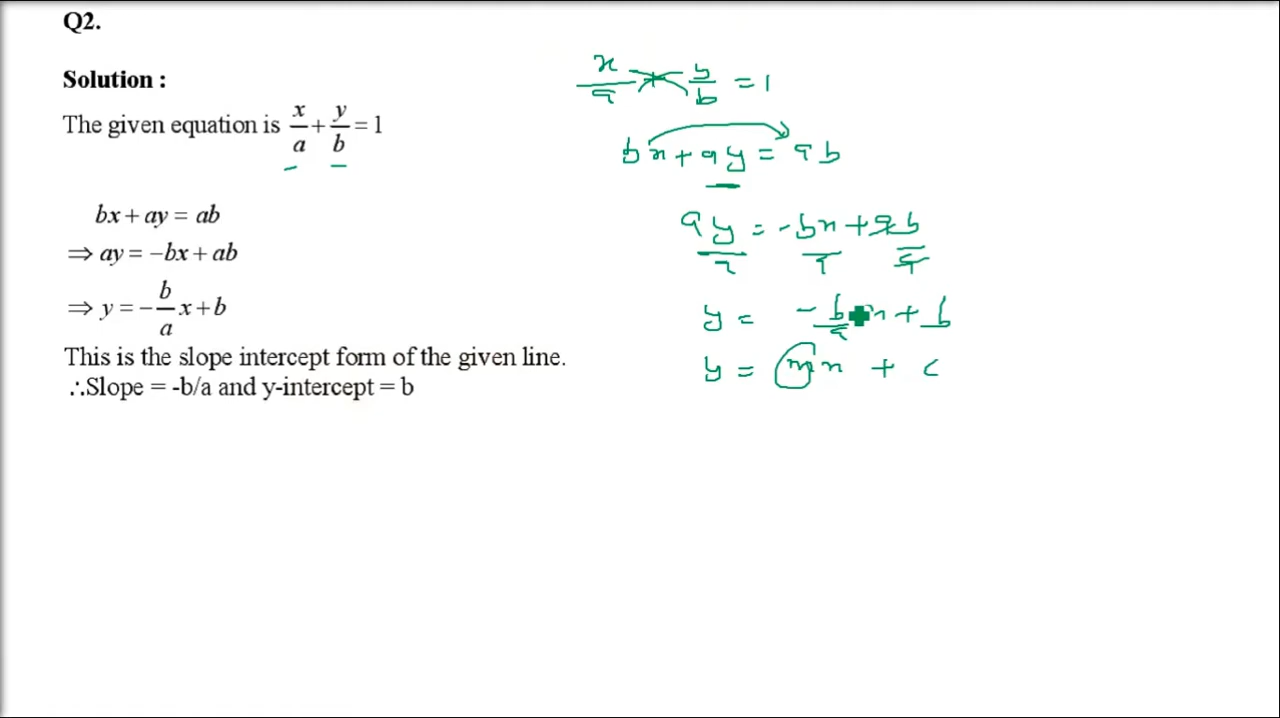 Q2.
Solution :
The given equation is x/a + y/b = 1
bx + ay = ab
⇒ ay = −bx + ab
⇒ y = −b/a x + b
This is the slope intercept form of the given line.
∴Slope = -b/a and y-intercept = b
x/a + y/b = 1
bx + ay = ab
ay/a = -bx/a + ab/a
y = -b/a x + b
y = mx + c